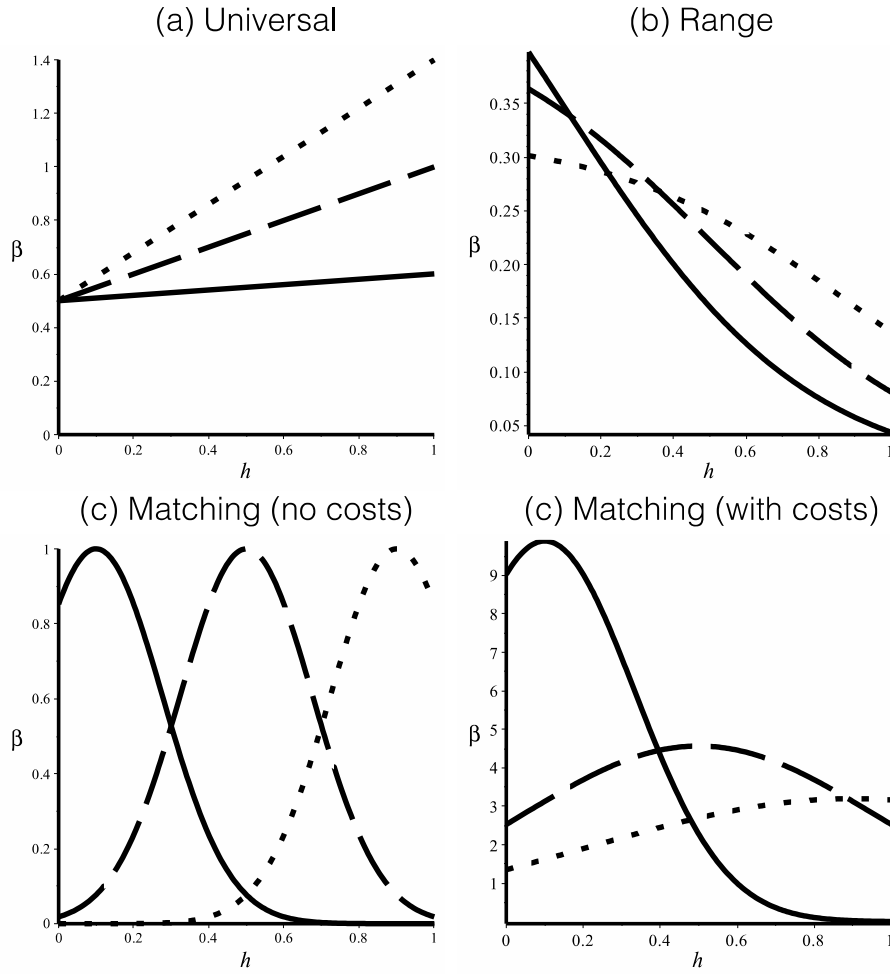 (a) Universal
1.4
1.2
1
0.8
β
0.6
0.4
0.2
0
0 0.2 0.4 0.6 0.8 1
h
(b) Range
0.35
0.30
0.25
β
0.20
0.15
0.10
0.05
0 0.2 0.4 0.6 0.8 1
h
(c) Matching (no costs)
1
0.8
0.6
β
0.4
0.2
0
0 0.2 0.4 0.6 0.8 1
h
(c) Matching (with costs)
9
8
7
6
β
5
4
3
2
1
0 0.2 0.4 0.6 0.8 1
h